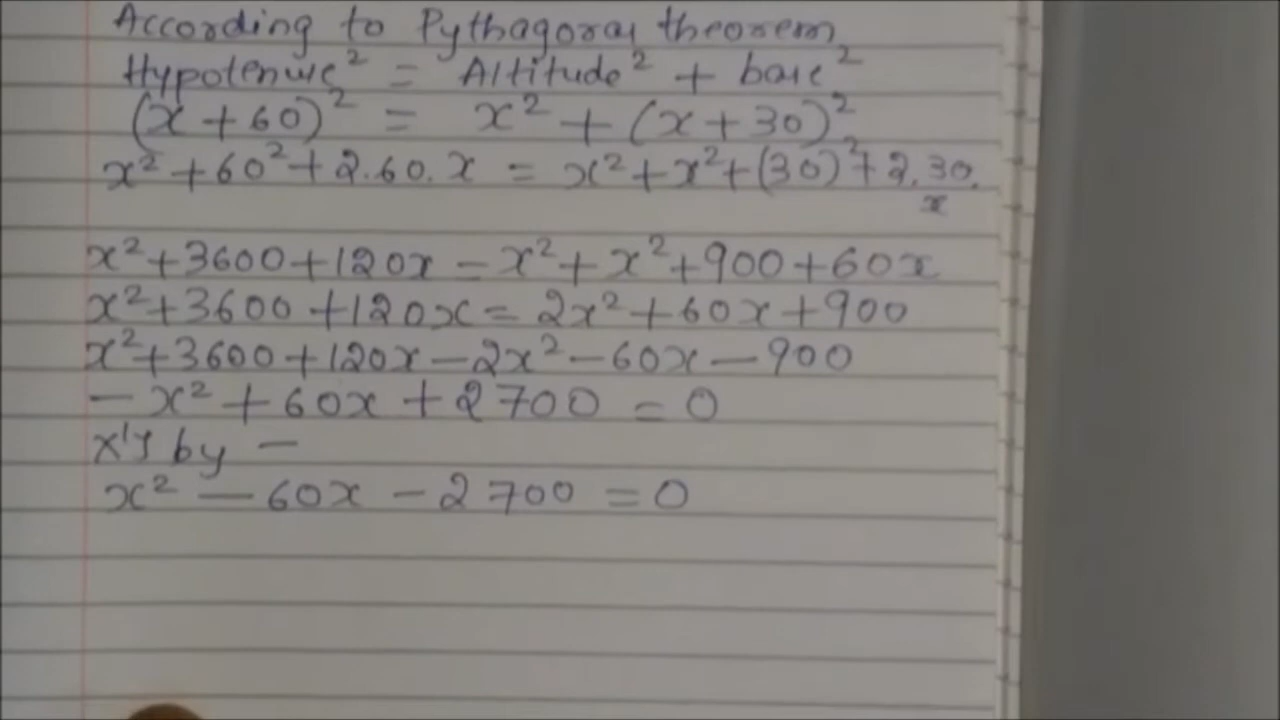 According to Pythagoras theorem
Hypotenuse² = Altitude² + base²
(x + 60)² = x² + (x + 30)²
x² + 60² + 2.60.x = x² + x² + (30)² + 2.30.
x
x² + 3600 + 120x = x² + x² + 900 + 60x
x² + 3600 + 120x = 2x² + 60x + 900
x² + 3600 + 120x - 2x² - 60x - 900
- x² + 60x + 2700 = 0
x's by -
x² - 60x - 2700 = 0